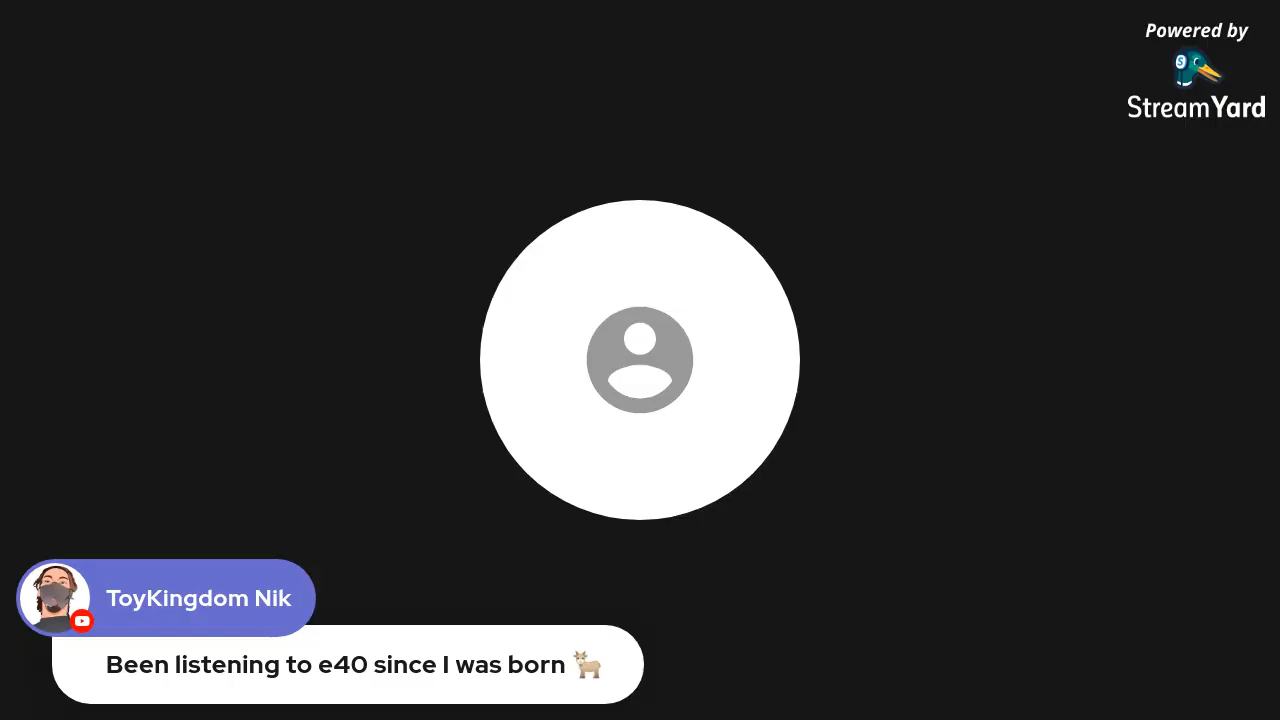 Powered by
StreamYard
ToyKingdom Nik
Been listening to e40 since I was born 🐐